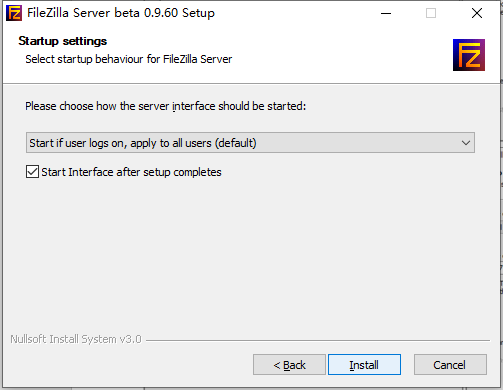 FileZilla Server beta 0.9.60 Setup
Startup settings
Select startup behaviour for FileZilla Server
Please choose how the server interface should be started:
Start if user logs on, apply to all users (default)
Start Interface after setup completes
Nullsoft Install System v3.0
< Back
Install
Cancel